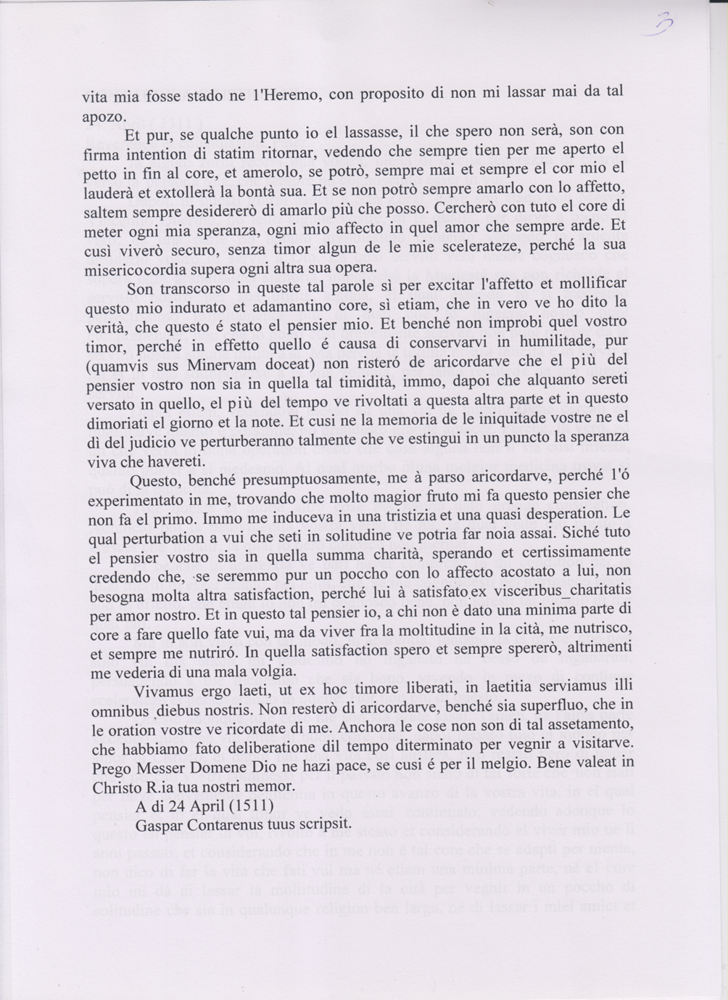 3
vita mia fosse stado ne l'Heremo, con proposito di non mi lassar mai da tal
apozo.
Et pur, se qualche punto io el lassasse, il che spero non serà, son con
firma intention di statim ritornar, vedendo che sempre tien per me aperto el
petto in fin al core, et amerolo, se potrò, sempre mai et sempre el cor mio el
lauderà et extollerà la bontà sua. Et se non potrò sempre amarlo con lo affetto,
saltem sempre desidererò di amarlo più che posso. Cercherò con tuto el core di
meter ogni mia speranza, ogni mio affecto in quel amor che sempre arde. Et
cusì viverò securo, senza timor algun de le mie scelerateze, perché la sua
misericocordia supera ogni altra sua opera.
Son transcorso in queste tal parole sì per excitar l'affetto et mollificar
questo mio indurato et adamantino core, sì etiam, che in vero ve ho dito la
verità, che questo é stato el pensier mio. Et benché non improbi quel vostro
timor, perché in effetto quello é causa di conservarvi in humilitade, pur
(quamvis sus Minervam doceat) non risteró de aricordarve che el più del
pensier vostro non sia in quella tal timidità, immo, dapoi che alquanto sereti
versato in quello, el più del tempo ve rivoltati a questa altra parte et in questo
dimoriati el giorno et la note. Et cusi ne la memoria de le iniquitade vostre ne el
dì del judicio ve perturberanno talmente che ve estingui in un puncto la speranza
viva che havereti.
Questo, benché presumptuosamente, me à parso aricordarve, perché l'ó
experimentato in me, trovando che molto magior fruto mi fa questo pensier che
non fa el primo. Immo me induceva in una tristizia et una quasi desperation. Le
qual perturbation a vui che seti in solitudine ve potria far noia assai. Siché tuto
el pensier vostro sia in quella summa charità, sperando et certissimamente
credendo che, se seremmo pur un poccho con lo affecto acostato a lui, non
besogna molta altra satisfaction, perché lui à satisfato ex visceribus_charitatis
per amor nostro. Et in questo tal pensier io, a chi non è dato una minima parte di
core a fare quello fate vui, ma da viver fra la moltitudine in la cità, me nutrisco,
et sempre me nutriró. In quella satisfaction spero et sempre spererò, altrimenti
me vederia di una mala volgia.
Vivamus ergo laeti, ut ex hoc timore liberati, in laetitia serviamus illi
omnibus diebus nostris. Non resterò di aricordarve, benché sia superfluo, che in
le oration vostre ve ricordate di me. Anchora le cose non son di tal assetamento,
che habbiamo fato deliberatione dil tempo diterminato per vegnir a visitarve.
Prego Messer Domene Dio ne hazi pace, se cusi é per il melgio. Bene valeat in
Christo R.ia tua nostri memor.
A di 24 April (1511)
Gaspar Contarenus tuus scripsit.